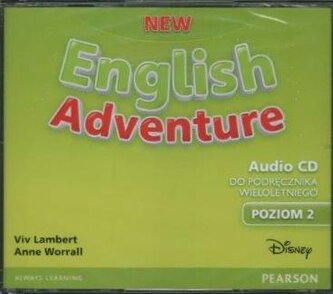 NEW
English
Adventure
Audio CD
DO PODRĘCZNIKA
WIELOLETNIEGO
POZIOM 2
Viv Lambert
Anne Worrall
Disney
ALWAYS LEARNING
PEARSON